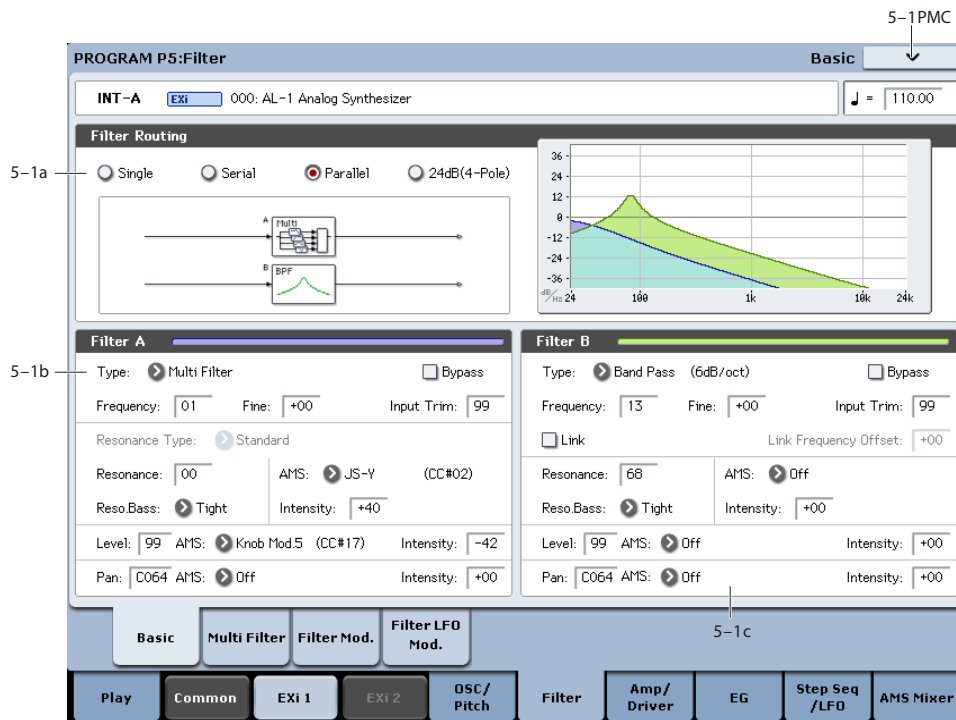 5-1PMC
PROGRAM P5:Filter Basic
INT-A EXi 000: AL-1 Analog Synthesizer ♩ = 110.00
Filter Routing
5-1a Single Serial Parallel 24dB(4-Pole)
A Multi
B BPF
36
24
12
0
-12
-24
-36
dB/Hz 24 100 1k 10k 24k
Filter A
5-1b Type: Multi Filter Bypass
Frequency: 01 Fine: +00 Input Trim: 99
Resonance Type: Standard
Resonance: 00 AMS: JS-Y (CC#02)
Reso.Bass: Tight Intensity: +40
Level: 99 AMS: Knob Mod.5 (CC#17) Intensity: -42
Pan: C064 AMS: Off Intensity: +00
Filter B
Type: Band Pass (6dB/oct) Bypass
Frequency: 13 Fine: +00 Input Trim: 99
Link Link Frequency Offset: +00
Resonance: 68 AMS: Off
Reso.Bass: Tight Intensity: +00
Level: 99 AMS: Off Intensity: +00
Pan: C064 AMS: Off Intensity: +00
5-1c
Basic Multi Filter Filter Mod. Filter LFO Mod.
Play Common EXi 1 EXi 2 OSC/Pitch Filter Amp/Driver EG Step Seq/LFO AMS Mixer